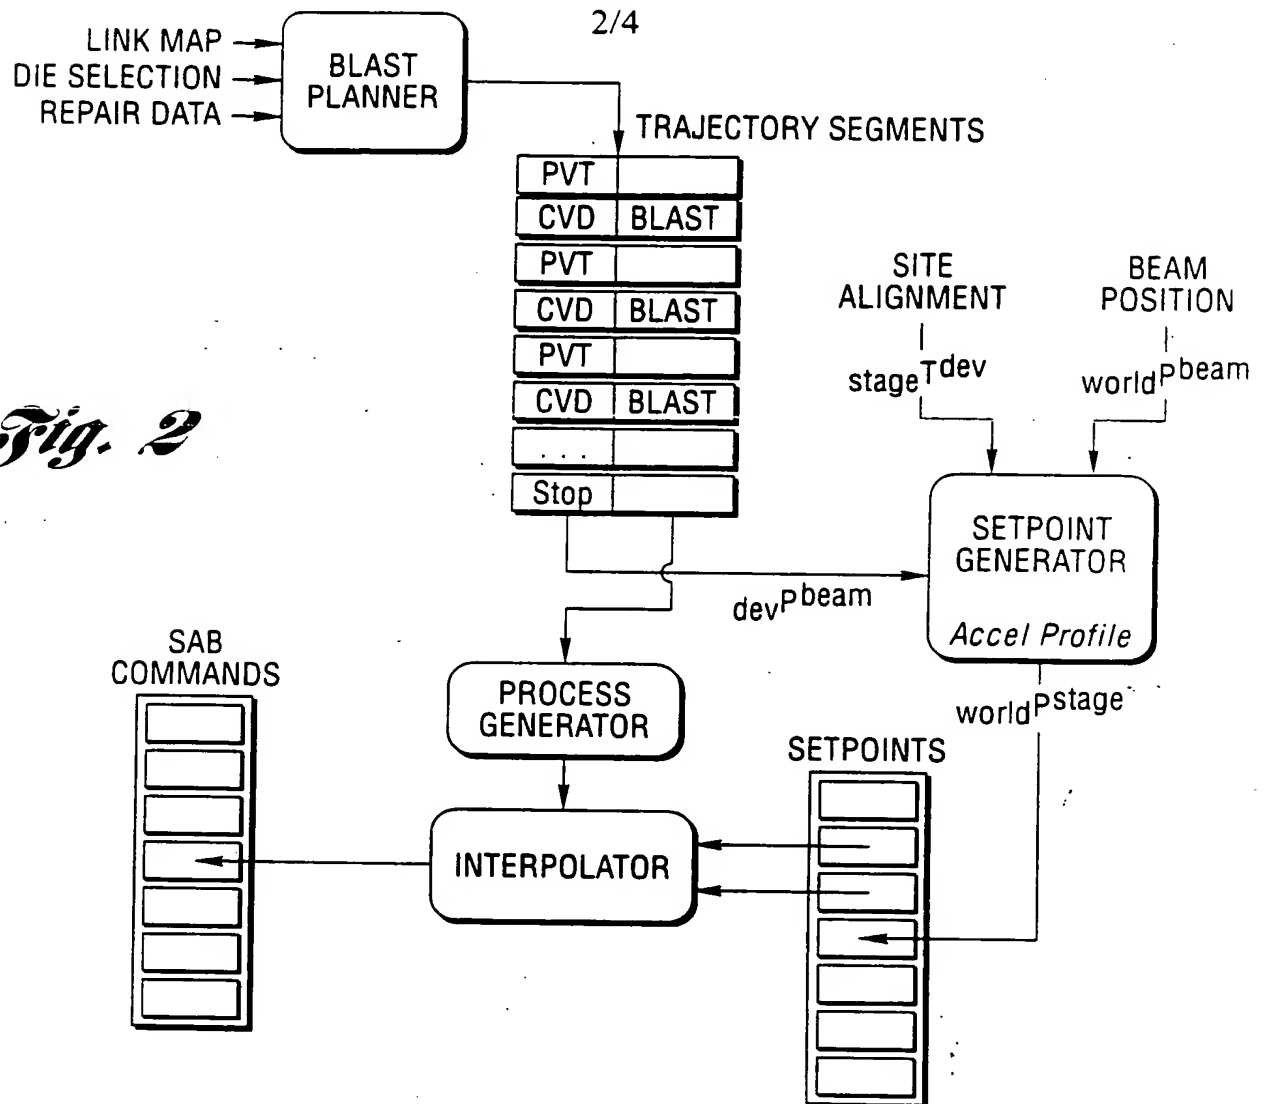 2/4
LINK MAP
DIE SELECTION
REPAIR DATA
BLAST
PLANNER
TRAJECTORY SEGMENTS
PVT
CVD BLAST
PVT
CVD BLAST
PVT
CVD BLAST
. . .
Stop
SITE
ALIGNMENT
BEAM
POSITION
stageTdev
worldPbeam
Fig. 2
SETPOINT
GENERATOR
Accel Profile
devPbeam
SAB
COMMANDS
PROCESS
GENERATOR
worldPstage
SETPOINTS
INTERPOLATOR